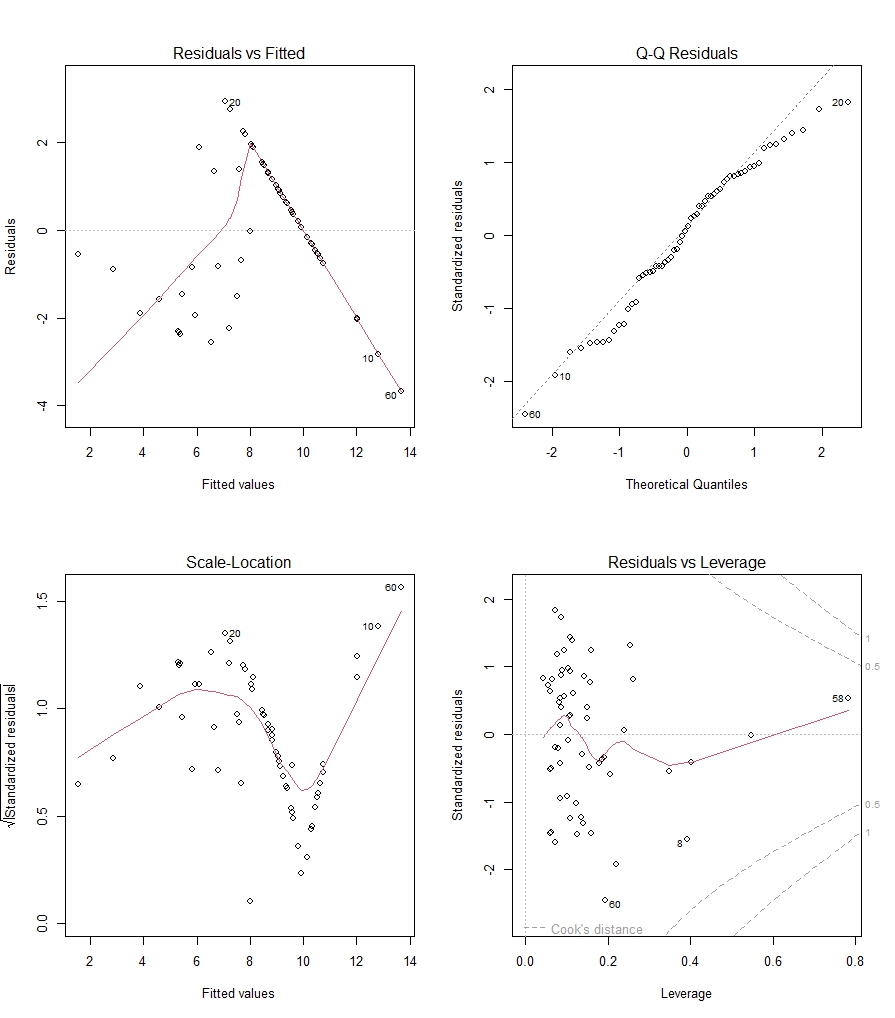 Residuals vs Fitted
Residuals
2
0
-2
-4
20
10
60
2 4 6 8 10 12 14
Fitted values
Q-Q Residuals
Standardized residuals
2
1
0
-1
-2
20
10
60
-2 -1 0 1 2
Theoretical Quantiles
Scale-Location
√|Standardized residuals|
1.5
1.0
0.5
0.0
60
10
20
2 4 6 8 10 12 14
Fitted values
Residuals vs Leverage
Standardized residuals
2
1
0
-1
-2
1
0.5
58
0.5
1
8
60
Cook's distance
0.0 0.2 0.4 0.6 0.8
Leverage